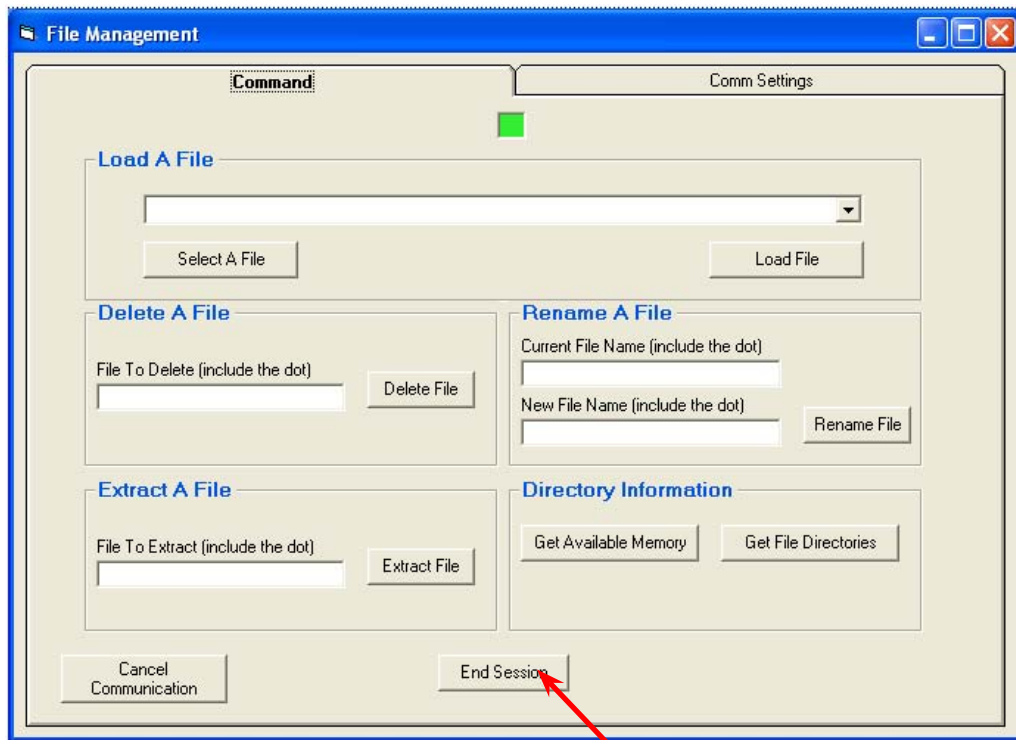 File Management
Command
Comm Settings
Load A File
Select A File
Load File
Delete A File
File To Delete (include the dot)
Delete File
Rename A File
Current File Name (include the dot)
New File Name (include the dot)
Rename File
Extract A File
File To Extract (include the dot)
Extract File
Directory Information
Get Available Memory
Get File Directories
Cancel
Communication
End Session